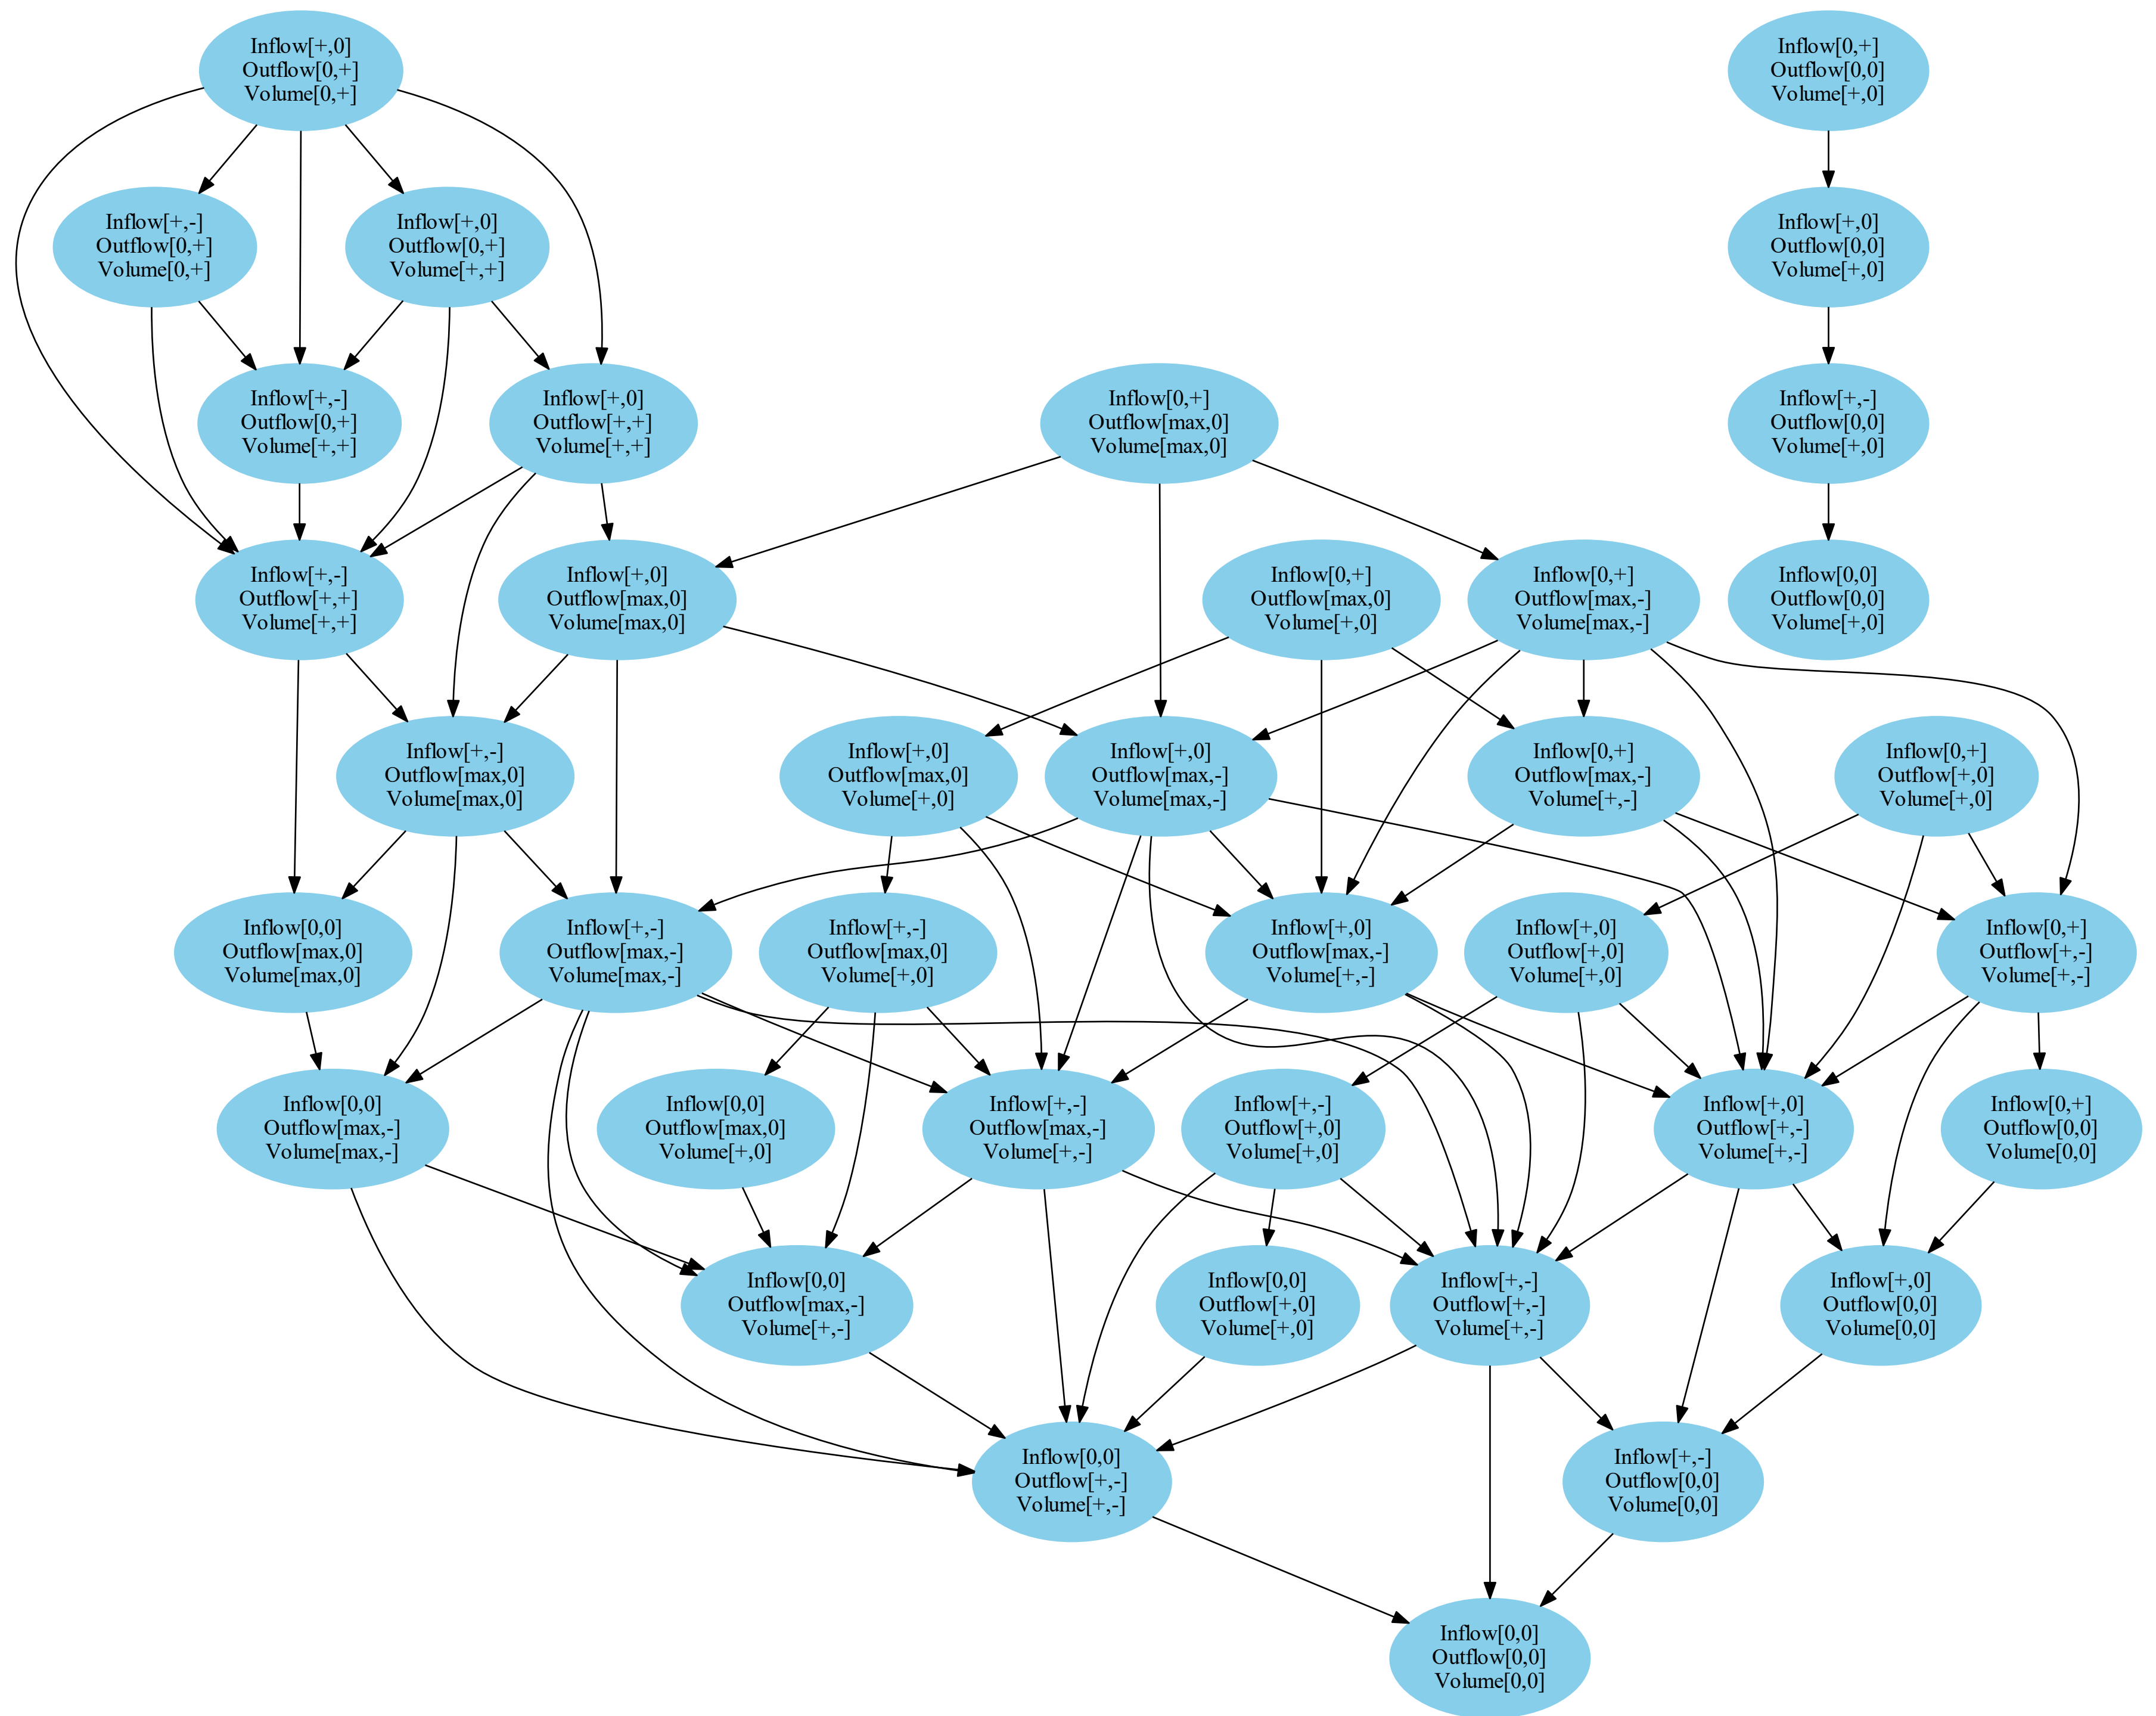 Inflow[+,0]
Outflow[0,+]
Volume[0,+]
Inflow[0,+]
Outflow[0,0]
Volume[+,0]
Inflow[+,-]
Outflow[0,+]
Volume[0,+]
Inflow[+,0]
Outflow[0,+]
Volume[+,+]
Inflow[+,0]
Outflow[0,0]
Volume[+,0]
Inflow[+,-]
Outflow[0,+]
Volume[+,+]
Inflow[+,0]
Outflow[+,+]
Volume[+,+]
Inflow[0,+]
Outflow[max,0]
Volume[max,0]
Inflow[+,-]
Outflow[0,0]
Volume[+,0]
Inflow[+,-]
Outflow[+,+]
Volume[+,+]
Inflow[+,0]
Outflow[max,0]
Volume[max,0]
Inflow[0,+]
Outflow[max,0]
Volume[+,0]
Inflow[0,+]
Outflow[max,-]
Volume[max,-]
Inflow[0,0]
Outflow[0,0]
Volume[+,0]
Inflow[+,-]
Outflow[max,0]
Volume[max,0]
Inflow[+,0]
Outflow[max,0]
Volume[+,0]
Inflow[+,0]
Outflow[max,-]
Volume[max,-]
Inflow[0,+]
Outflow[max,-]
Volume[+,-]
Inflow[0,+]
Outflow[+,0]
Volume[+,0]
Inflow[0,0]
Outflow[max,0]
Volume[max,0]
Inflow[+,-]
Outflow[max,-]
Volume[max,-]
Inflow[+,-]
Outflow[max,0]
Volume[+,0]
Inflow[+,0]
Outflow[max,-]
Volume[+,-]
Inflow[+,0]
Outflow[+,0]
Volume[+,0]
Inflow[0,+]
Outflow[+,-]
Volume[+,-]
Inflow[0,0]
Outflow[max,-]
Volume[max,-]
Inflow[0,0]
Outflow[max,0]
Volume[+,0]
Inflow[+,-]
Outflow[max,-]
Volume[+,-]
Inflow[+,-]
Outflow[+,0]
Volume[+,0]
Inflow[+,0]
Outflow[+,-]
Volume[+,-]
Inflow[0,+]
Outflow[0,0]
Volume[0,0]
Inflow[0,0]
Outflow[max,-]
Volume[+,-]
Inflow[0,0]
Outflow[+,0]
Volume[+,0]
Inflow[+,-]
Outflow[+,-]
Volume[+,-]
Inflow[+,0]
Outflow[0,0]
Volume[0,0]
Inflow[0,0]
Outflow[+,-]
Volume[+,-]
Inflow[+,-]
Outflow[0,0]
Volume[0,0]
Inflow[0,0]
Outflow[0,0]
Volume[0,0]